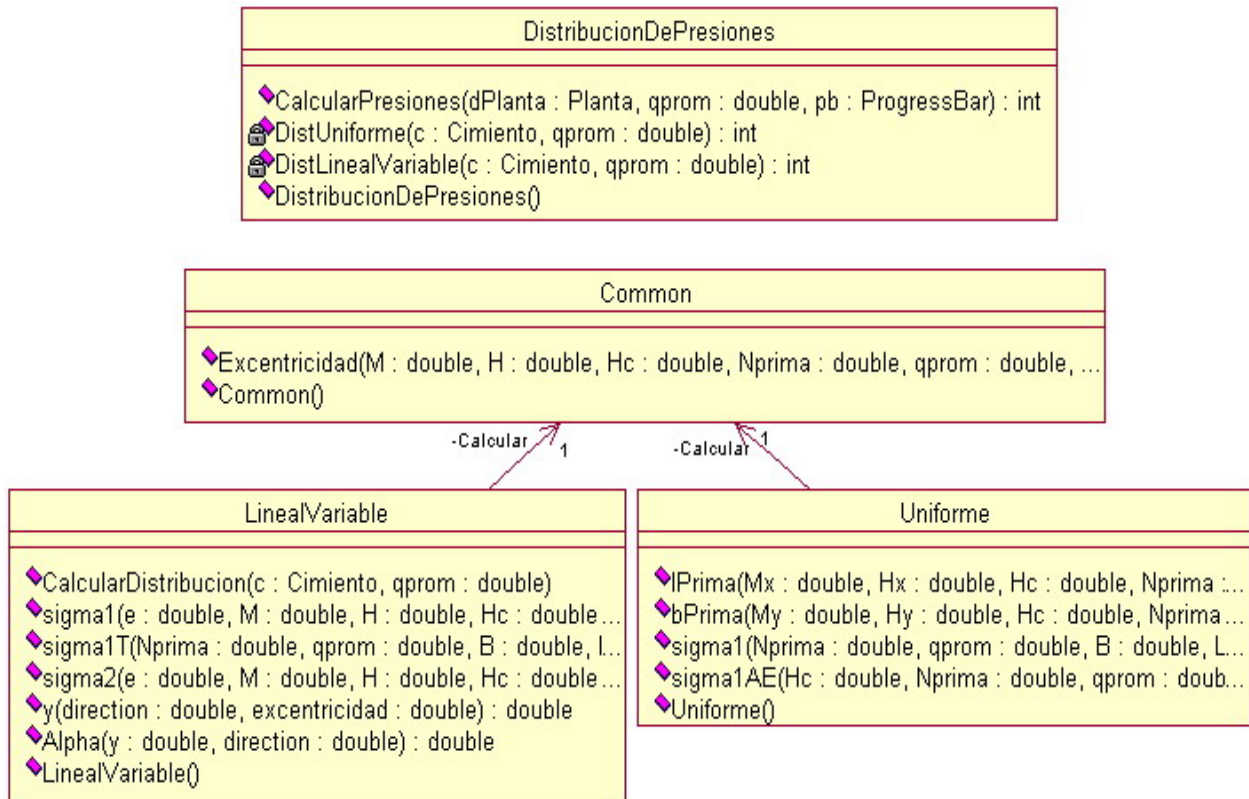 DistribucionDePresiones
CalcularPresiones(dPlanta : Planta, qprom : double, pb : ProgressBar) : int
DistUniforme(c : Cimiento, qprom : double) : int
DistLinealVariable(c : Cimiento, qprom : double) : int
DistribucionDePresiones()
Common
Excentricidad(M : double, H : double, Hc : double, Nprima : double, qprom : double, ...
Common()
-Calcular
1
-Calcular
1
LinealVariable
CalcularDistribucion(c : Cimiento, qprom : double)
sigma1(e : double, M : double, H : double, Hc : double...
sigma1T(Nprima : double, qprom : double, B : double, l...
sigma2(e : double, M : double, H : double, Hc : double...
y(direction : double, excentricidad : double) : double
Alpha(y : double, direction : double) : double
LinealVariable()
Uniforme
lPrima(Mx : double, Hx : double, Hc : double, Nprima :...
bPrima(My : double, Hy : double, Hc : double, Nprima...
sigma1(Nprima : double, qprom : double, B : double, L...
sigma1AE(Hc : double, Nprima : double, qprom : doub...
Uniforme()